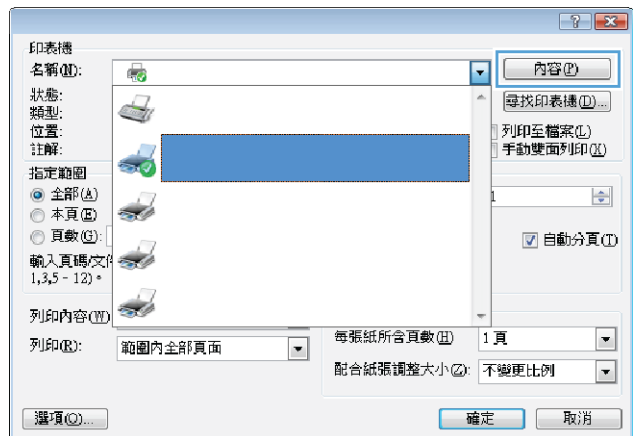 印表機
名稱(N):
內容(P)
狀態:
尋找印表機(D)...
類型:
位置:
列印至檔案(L)
註解:
手動雙面列印(X)
指定範圍
全部(A)
1
本頁(E)
頁數(G):
自動分頁(T)
輸入頁碼/文件
1,3,5 - 12)。
列印內容(W)
每張紙所含頁數(H)
1 頁
列印(R):
範圍內全部頁面
配合紙張調整大小(Z):
不變更比例
選項(O)...
確定
取消